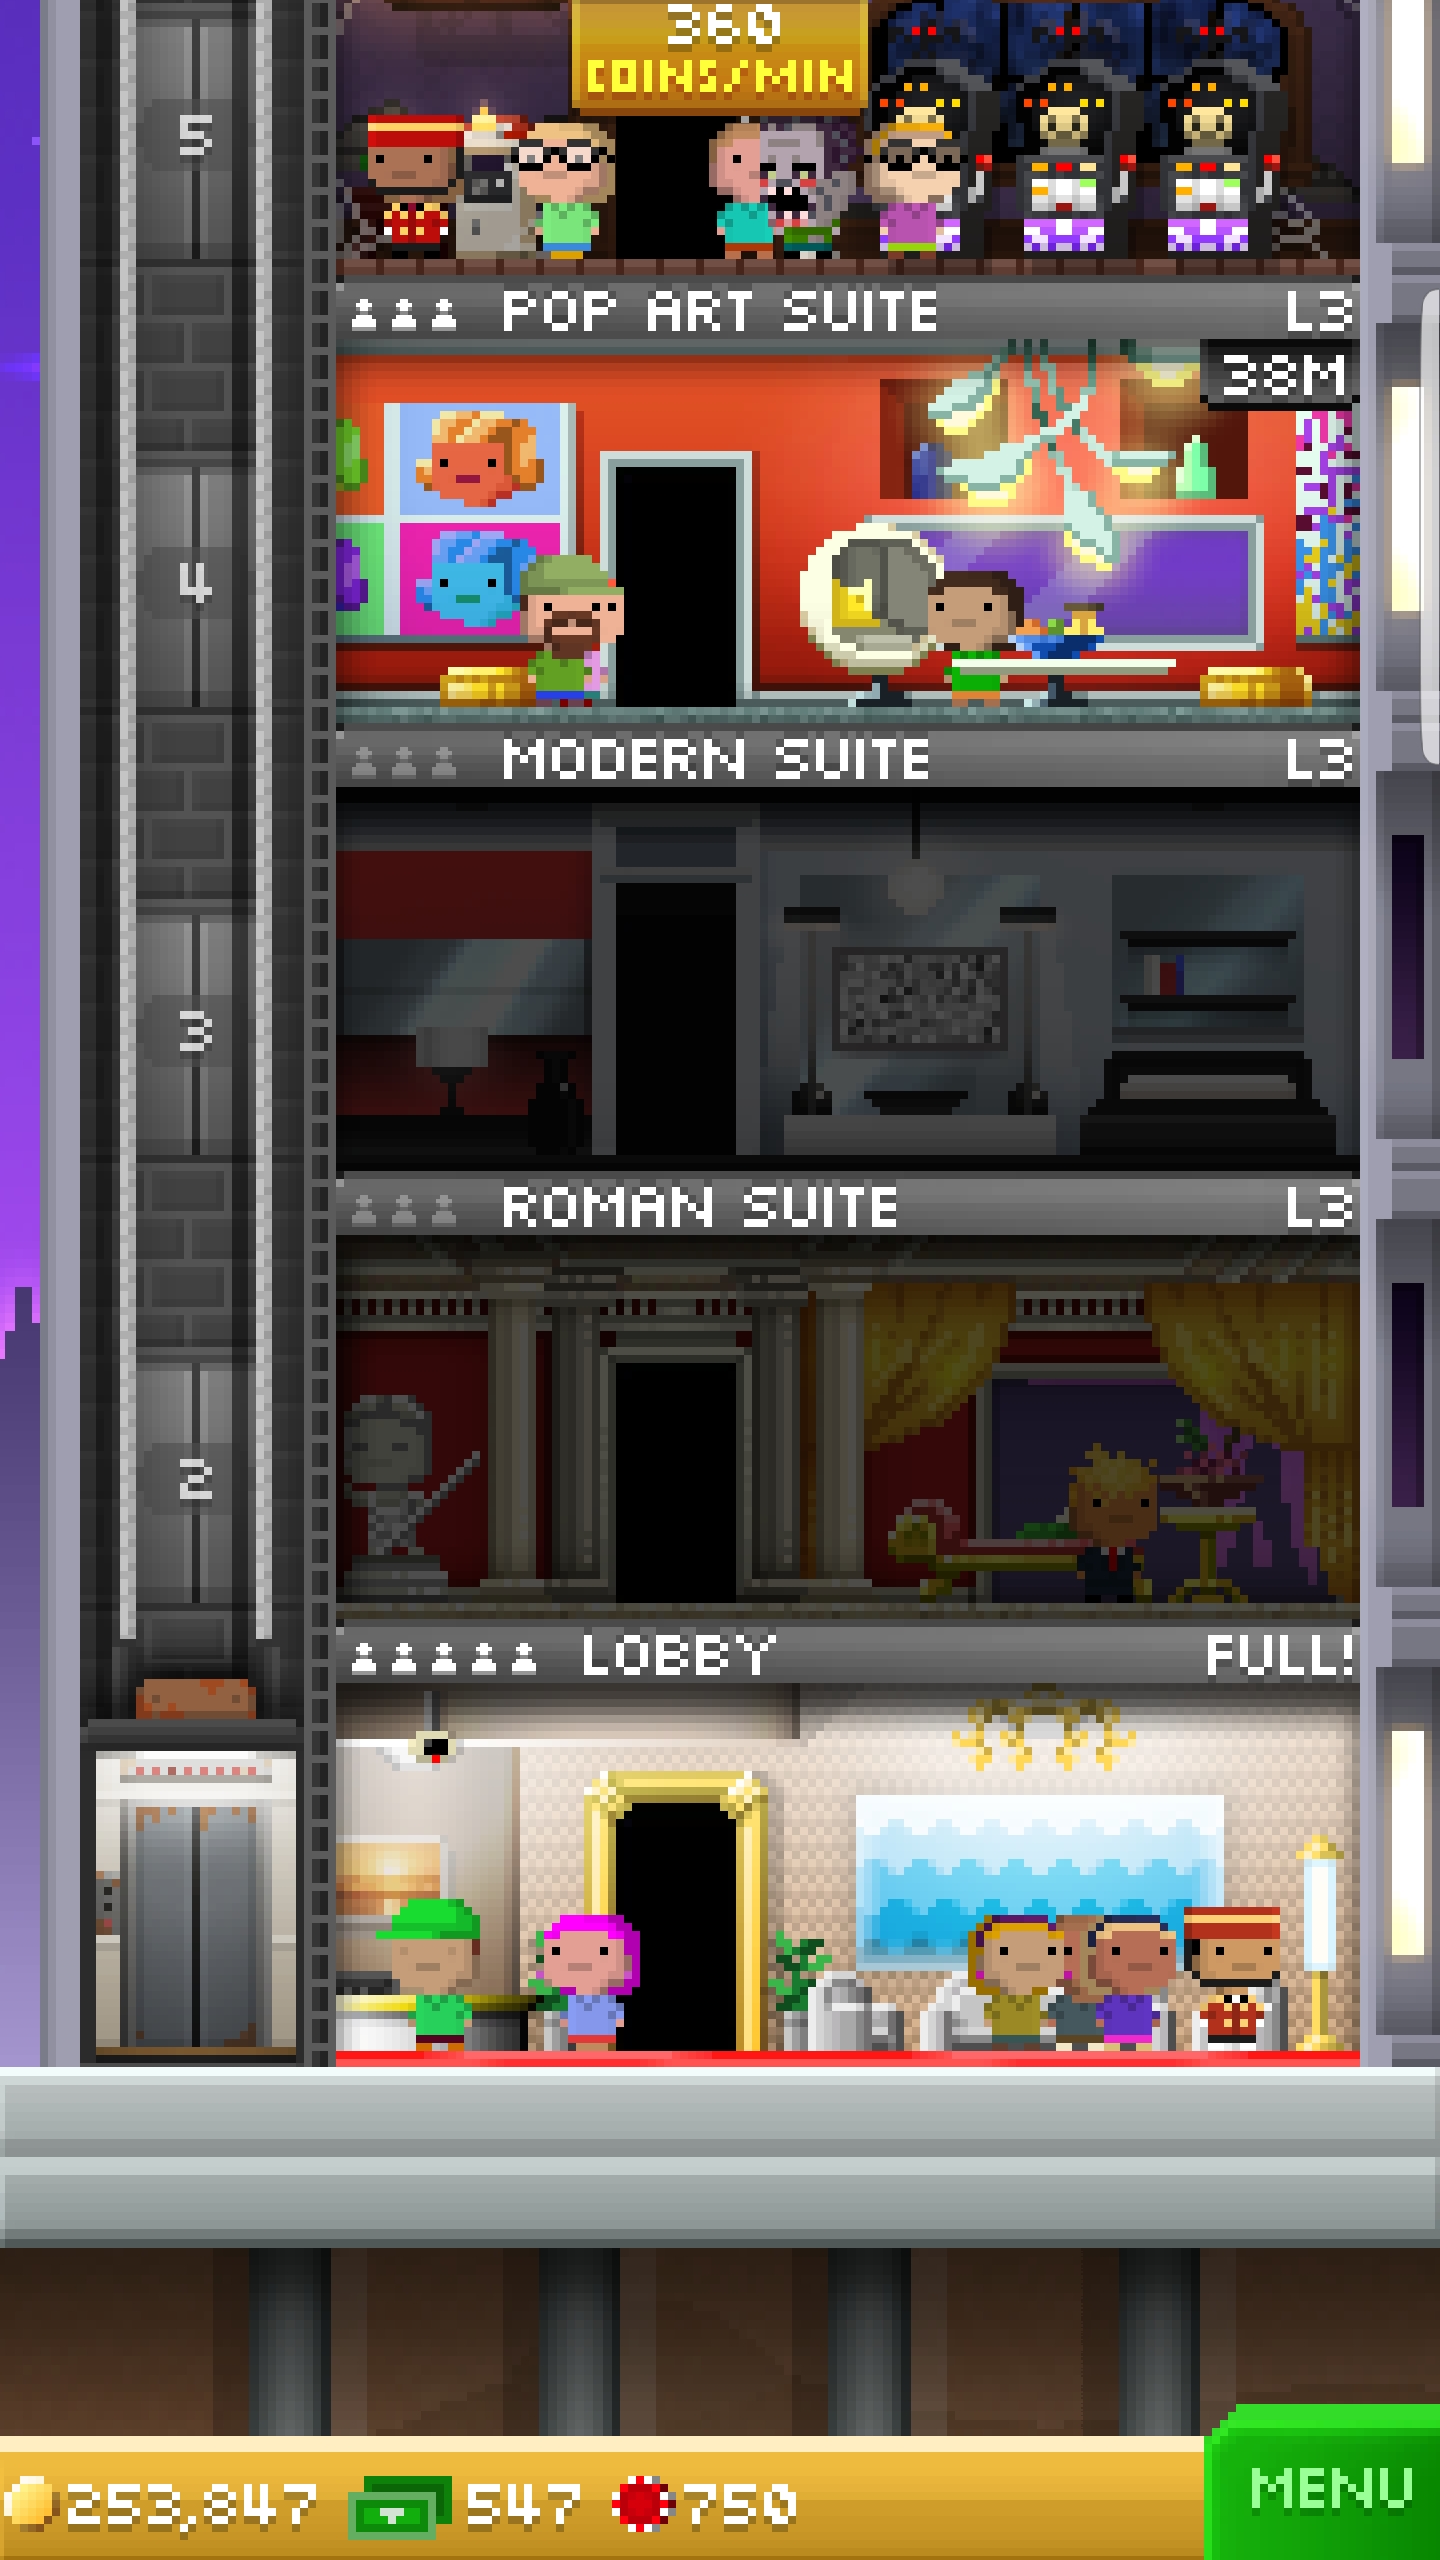 360
COINS/MIN
5
POP ART SUITE L3
38M
4
MODERN SUITE L3
3
ROMAN SUITE L3
2
LOBBY FULL!
253,847 547 750 MENU